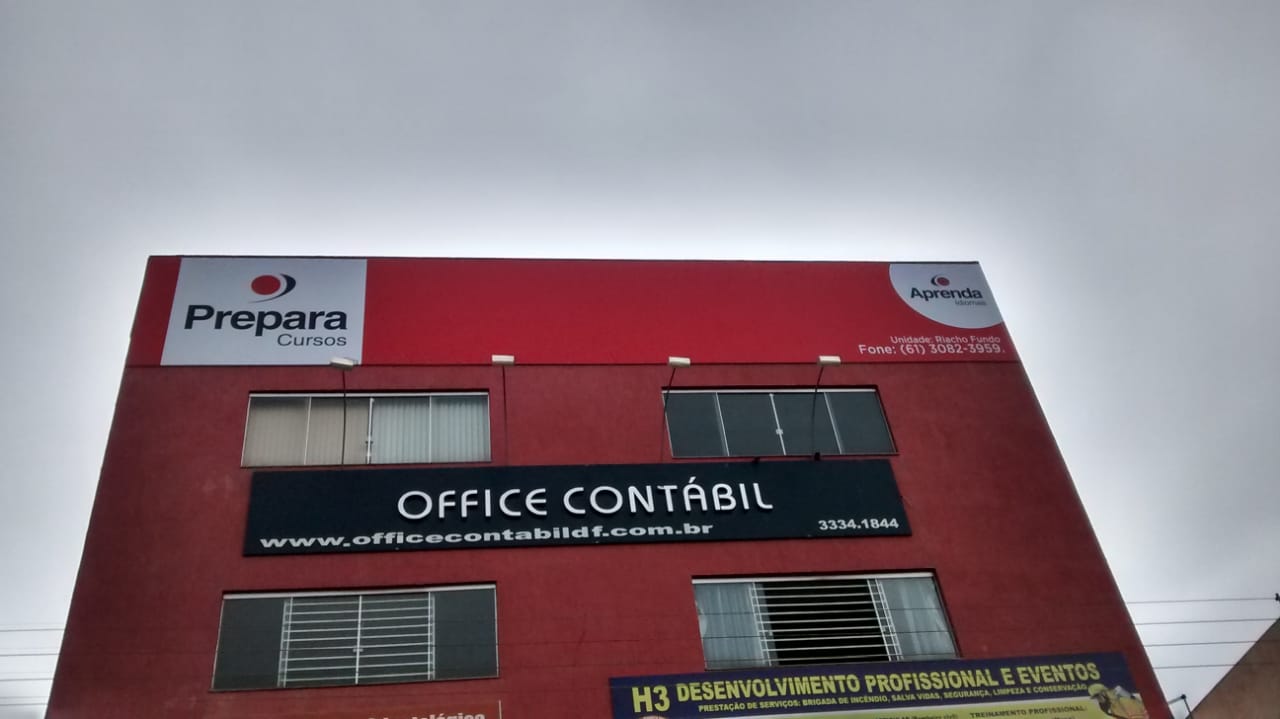 Prepara
Cursos
Aprenda
idiomas
Unidade: Riacho Fundo
Fone: (61) 3082-3959.
OFFICE CONTÁBIL
www.officecontabildf.com.br
3334.1844
H3 DESENVOLVIMENTO PROFISSIONAL E EVENTOS
PRESTAÇÃO DE SERVIÇOS: BRIGADA DE INCÊNDIO, SALVA VIDAS, SEGURANÇA, LIMPEZA E CONSERVAÇÃO
TREINAMENTO PROFISSIONAL: